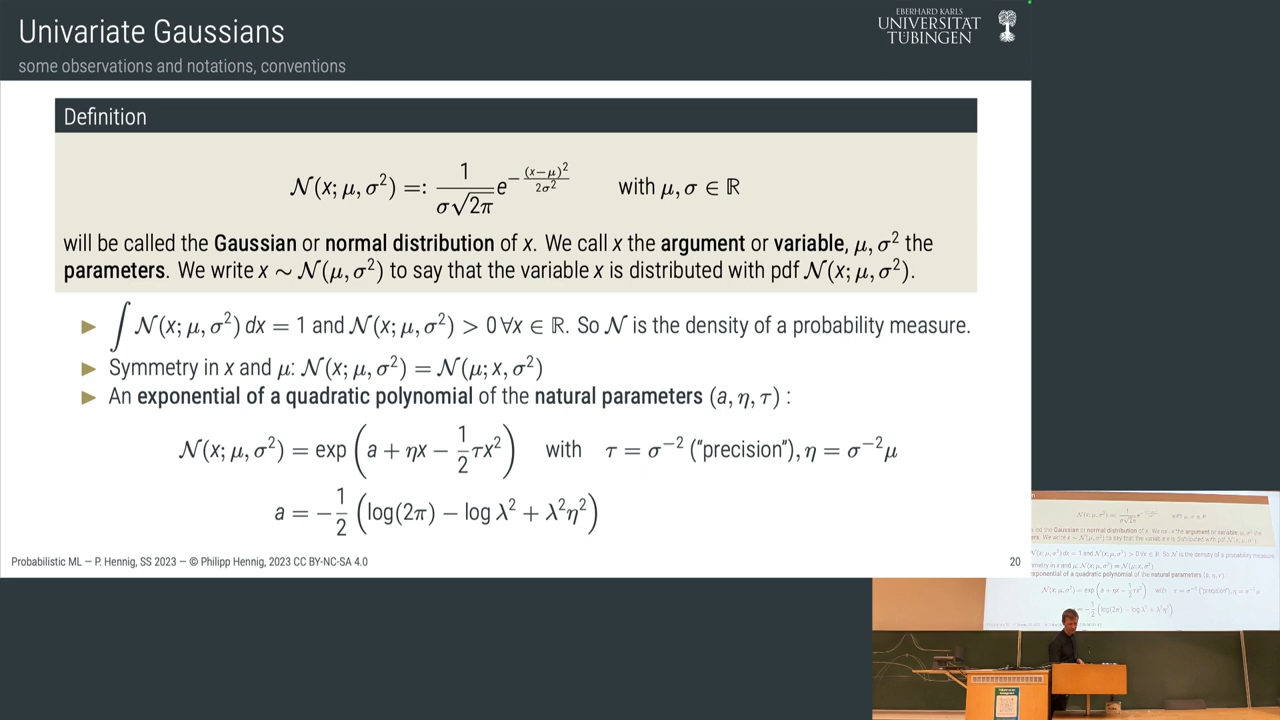 Univariate Gaussians
some observations and notations, conventions
EBERHARD KARLS
UNIVERSITÄT
TÜBINGEN
Definition
𝒩(x; μ, σ²) =: 1/(σ√2π) e^(−(x−μ)²/2σ²) with μ, σ ∈ ℝ
will be called the Gaussian or normal distribution of x. We call x the argument or variable, μ, σ² the
parameters. We write x ∼ 𝒩(μ, σ²) to say that the variable x is distributed with pdf 𝒩(x; μ, σ²).
▶ ∫ 𝒩(x; μ, σ²) dx = 1 and 𝒩(x; μ, σ²) > 0 ∀x ∈ ℝ. So 𝒩 is the density of a probability measure.
▶ Symmetry in x and μ: 𝒩(x; μ, σ²) = 𝒩(μ; x, σ²)
▶ An exponential of a quadratic polynomial of the natural parameters (a, η, τ) :
𝒩(x; μ, σ²) = exp(a + ηx − 1/2 τx²) with τ = σ⁻² (“precision”), η = σ⁻²μ
a = −1/2 (log(2π) − log λ² + λ²η²)
Probabilistic ML — P. Hennig, SS 2023 — © Philipp Hennig, 2023 CC BY-NC-SA 4.0
20